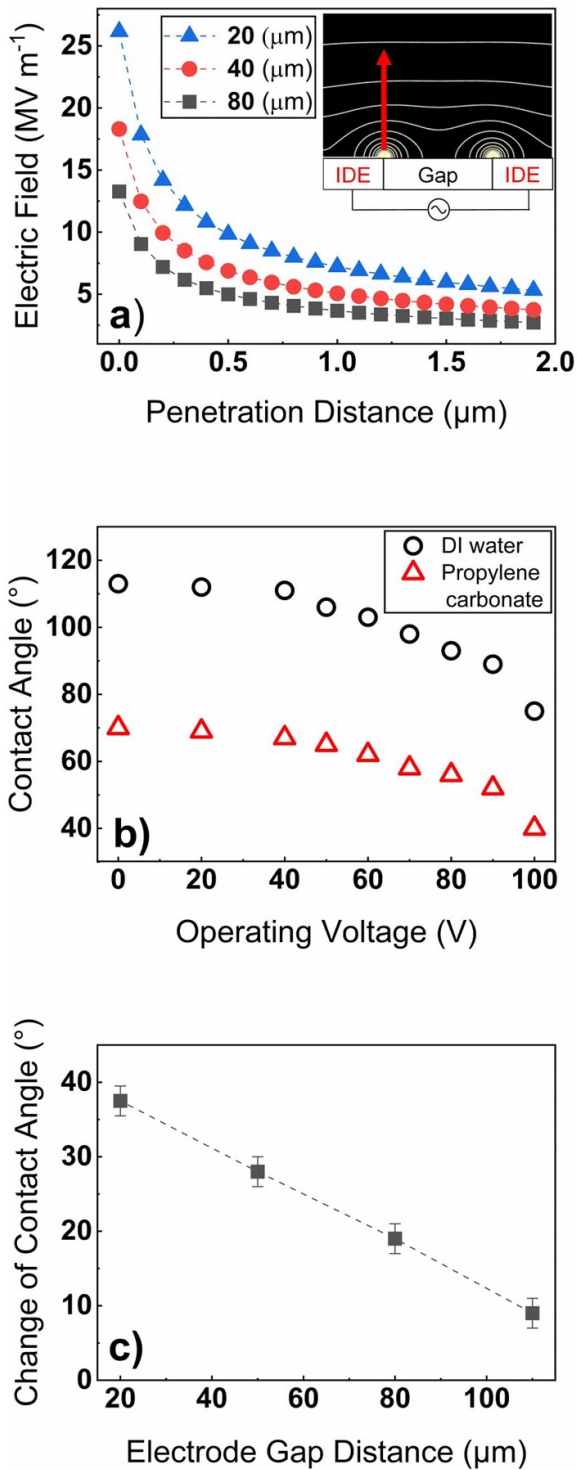 25
20
15
10
5
Electric Field (MV m⁻¹)
20 (μm)
40 (μm)
80 (μm)
IDE
Gap
IDE
a)
0.0 0.5 1.0 1.5 2.0
Penetration Distance (μm)
120
100
80
60
40
Contact Angle (°)
DI water
Propylene
carbonate
b)
0 20 40 60 80 100
Operating Voltage (V)
40
30
20
10
0
Change of Contact Angle (°)
c)
20 40 60 80 100
Electrode Gap Distance (μm)